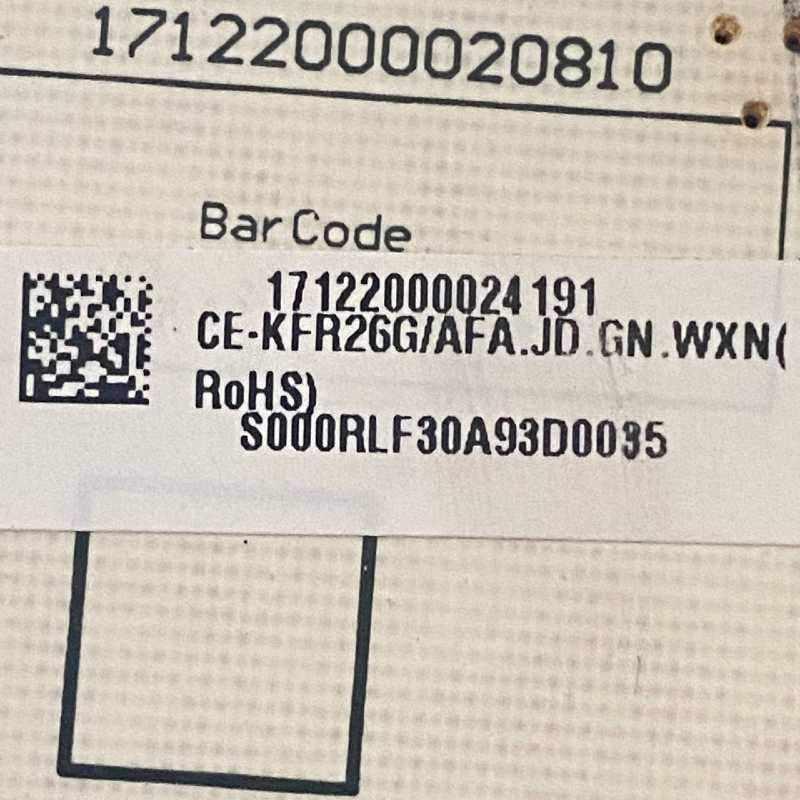 17122000020810
Bar Code
17122000024191
CE-KFR26G/AFA.JD.GN.WXN(
RoHS)
S000RLF30A93D0035